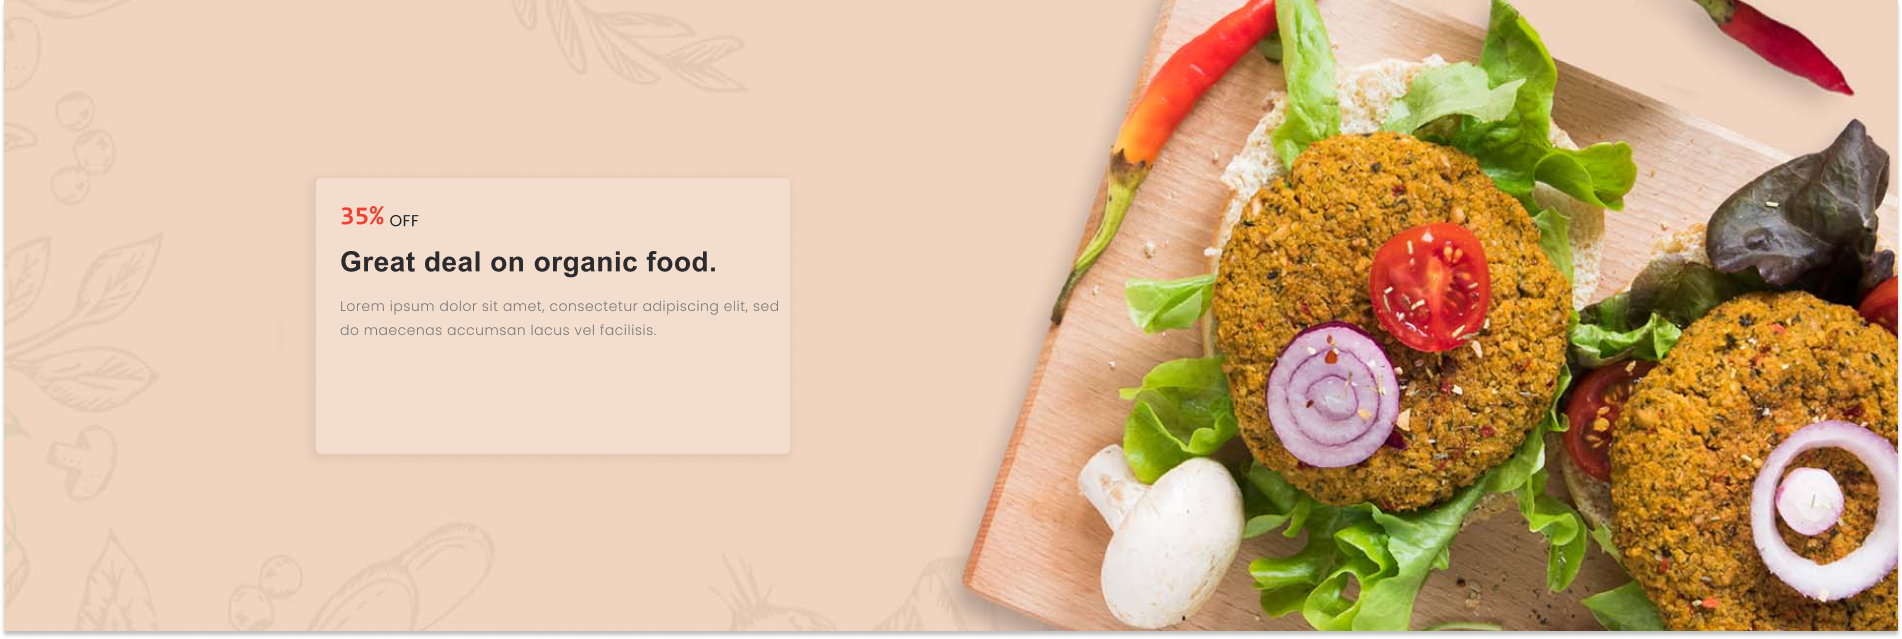 35% OFF
Great deal on organic food.
Lorem ipsum dolor sit amet, consectetur adipiscing elit, sed
do maecenas accumsan lacus vel facilisis.